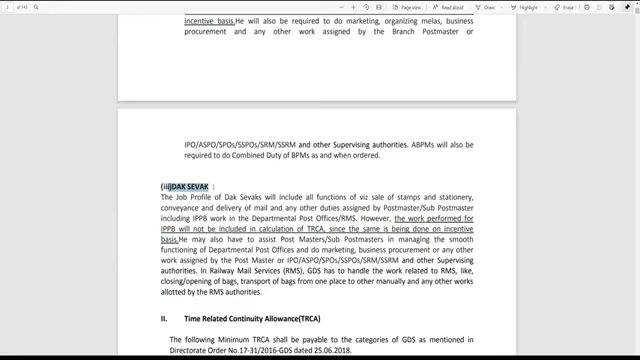 of 141
Page view
Read aloud
Draw
Highlight
Erase
incentive basis.He will also be required to do marketing, organizing melas, business
procurement and any other work assigned by the Branch Postmaster or
IPO/ASPO/SPOs/SSPOs/SRM/SSRM and other Supervising authorities. ABPMs will also be
required to do Combined Duty of BPMs as and when ordered.
(iii)DAK SEVAK :
The Job Profile of Dak Sevaks will include all functions of viz sale of stamps and stationery,
conveyance and delivery of mail and any other duties assigned by Postmaster/Sub Postmaster
including IPPB work in the Departmental Post Offices/RMS. However, the work performed for
IPPB will not be included in calculation of TRCA, since the same is being done on incentive
basis.He may also have to assist Post Masters/Sub Postmasters in managing the smooth
functioning of Departmental Post Offices and do marketing, business procurement or any other
work assigned by the Post Master or IPO/ASPO/SPOs/SSPOs/SRM/SSRM and other Supervising
authorities. In Railway Mail Services (RMS), GDS has to handle the work related to RMS, like,
closing/opening of bags, transport of bags from one place to other manually and any other works
allotted by the RMS authorities.
II. Time Related Continuity Allowance(TRCA)
The following Minimum TRCA shall be payable to the categories of GDS as mentioned in
Directorate Order No.17-31/2016-GDS dated 25.06.2018.